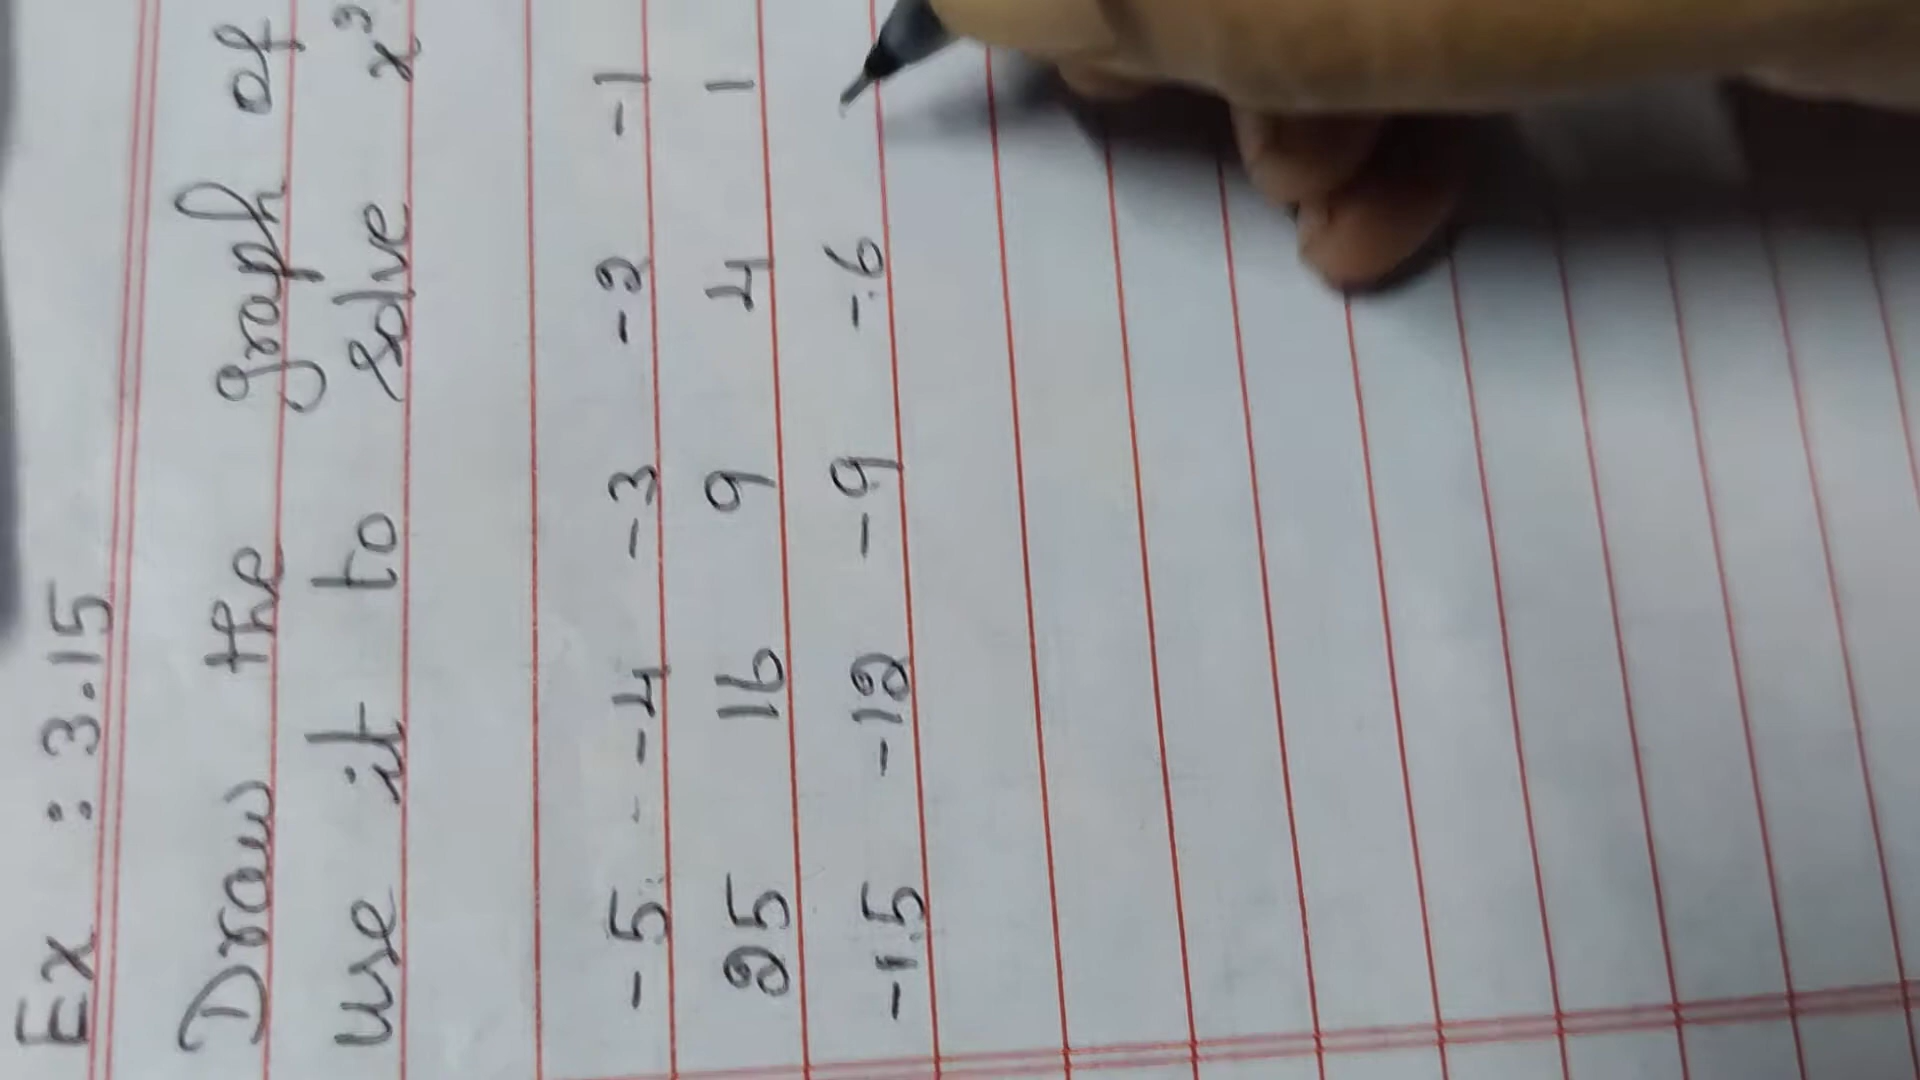 Ex : 3.15
Draw the graph of
use it to solve x²
-5 -4 -3 -2 -1
25 16 9 4 1
-15 -12 -9 -6